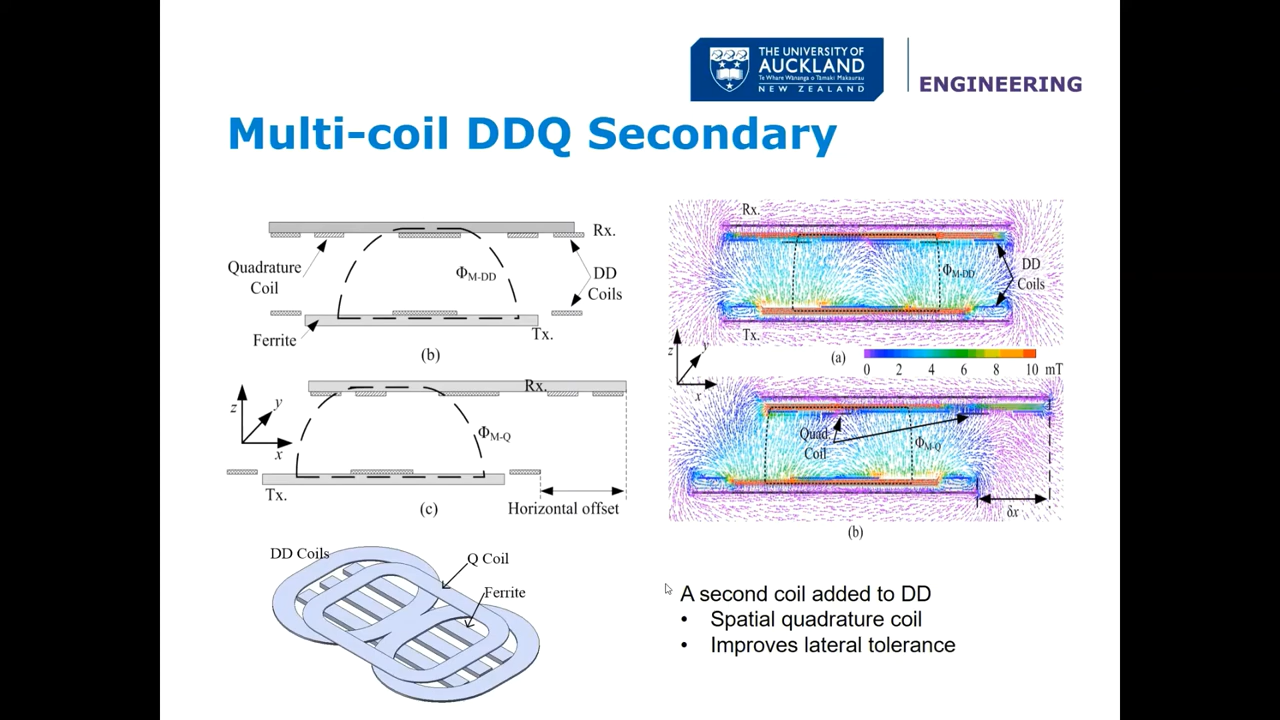 THE UNIVERSITY OF
AUCKLAND
Te Whare Wānanga o Tāmaki Makaurau
NEW ZEALAND
ENGINEERING
Multi-coil DDQ Secondary
Rx.
Quadrature
Coil
ΦM-DD
DD
Coils
Ferrite
Tx.
(b)
Rx.
z
y
x
ΦM-Q
Tx.
Horizontal offset
(c)
DD Coils
Q Coil
Ferrite
Rx.
ΦM-DD
DD
Coils
Tx.
(a)
z
y
x
0 2 4 6 8 10 mT
Quad.
Coil
ΦM-Q
δx
(b)
A second coil added to DD
• Spatial quadrature coil
• Improves lateral tolerance